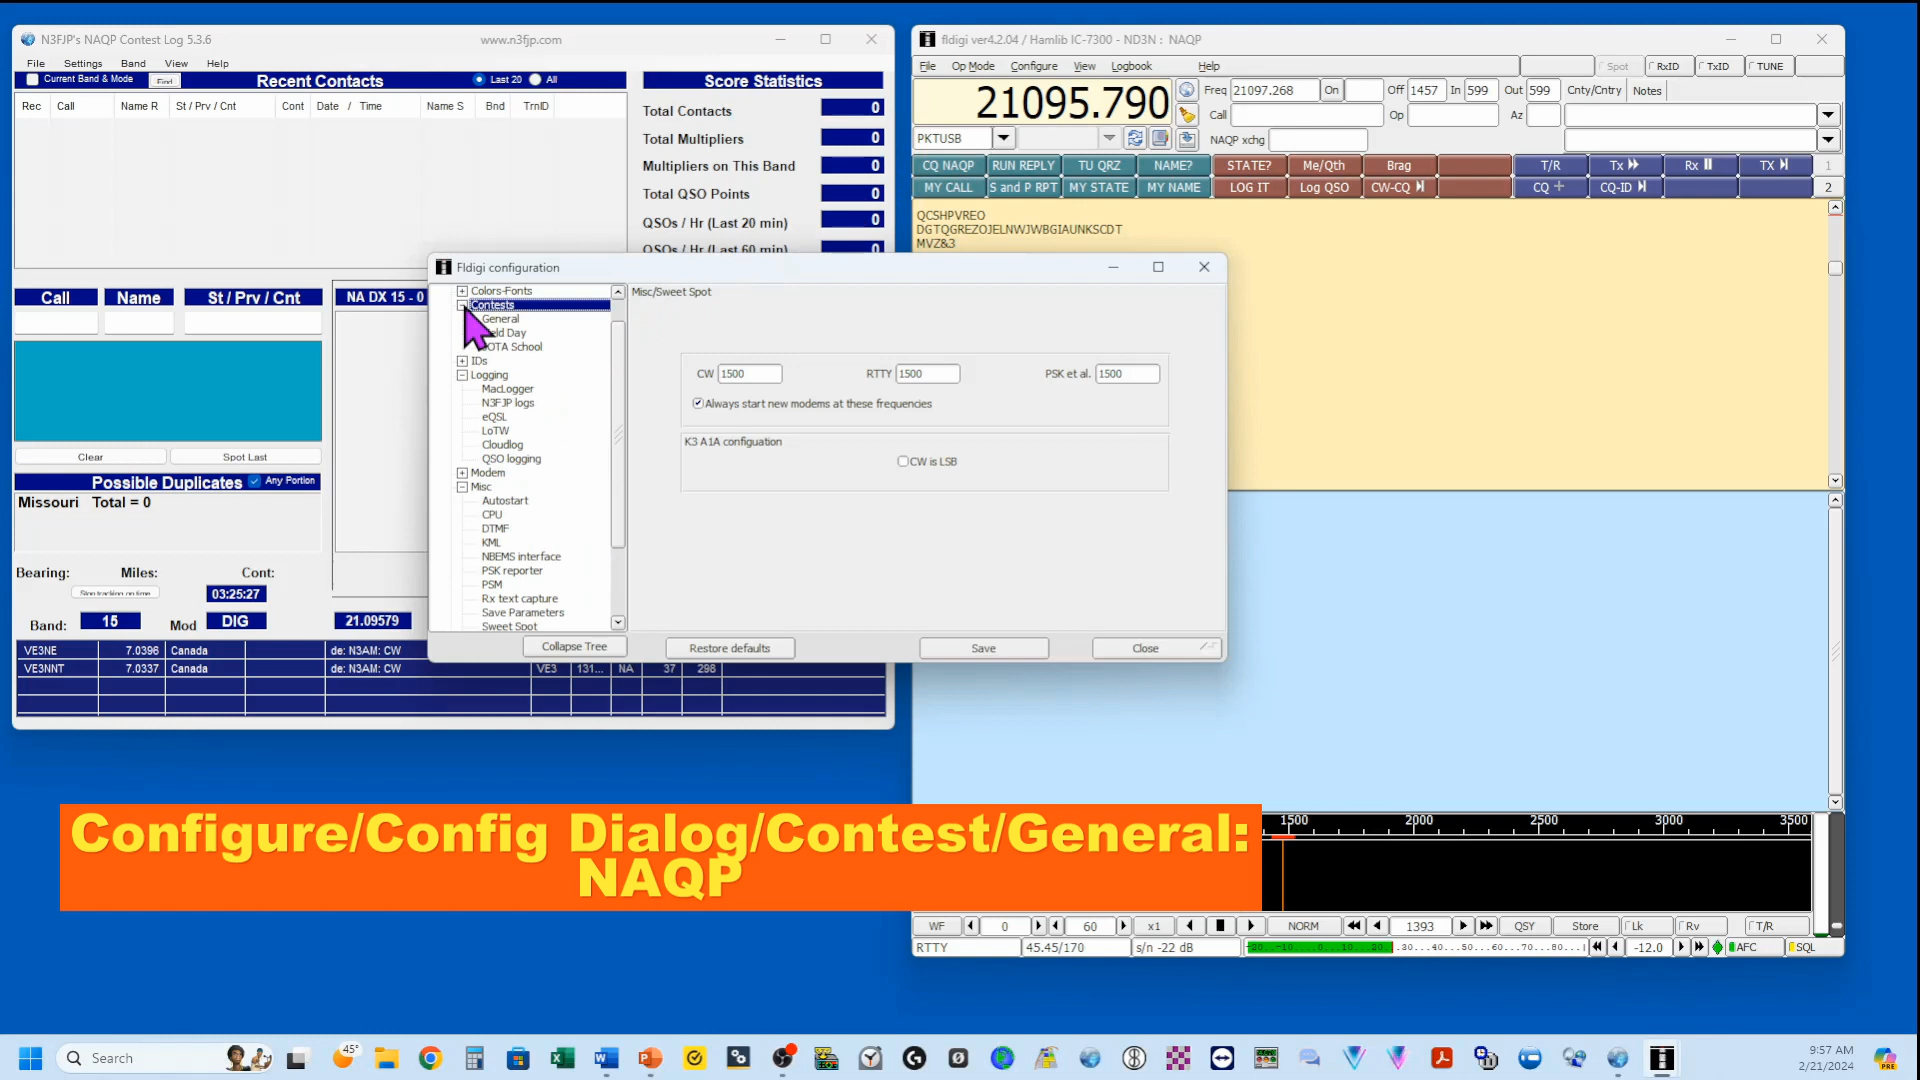 N3FJP's NAQP Contest Log 5.3.6
www.n3fjp.com
File Settings Band View Help
Current Band & Mode Find Recent Contacts Last 20 All
Rec Call Name R St / Prv / Cnt Cont Date / Time Name S Bnd TrnID
Score Statistics
Total Contacts 0
Total Multipliers 0
Multipliers on This Band 0
Total QSO Points 0
QSOs / Hr (Last 20 min) 0
QSOs / Hr (Last 60 min) 0
Call Name St / Prv / Cnt NA DX 15 - 0
Clear Spot Last
Possible Duplicates Any Portion
Missouri Total = 0
Bearing: Miles: Cont:
Stop tracking on time 03:25:27
Band: 15 Mod DIG 21.09579
VE3NE 7.0396 Canada de: N3AM: CW
VE3NNT 7.0337 Canada de: N3AM: CW VE3 131... NA 37 298
fldigi ver4.2.04 / Hamlib IC-7300 - ND3N : NAQP
File Op Mode Configure View Logbook Help Spot RxID TxID TUNE
21095.790 Freq 21097.268 On Off 1457 In 599 Out 599 Cnty/Cntry Notes
Call Op Az
PKTUSB NAQP xchg
CQ NAQP RUN REPLY TU QRZ NAME? STATE? Me/Qth Brag T/R Tx Rx TX 1
MY CALL S and P RPT MY STATE MY NAME LOG IT Log QSO CW-CQ CQ CQ-ID 2
QCSHPVREO
DGTQGREZOJELNWJWBGIAUNKSCDT
MVZ&3
Fldigi configuration
Colors-Fonts
Contests
General
eld Day
OTA School
IDs
Logging
MacLogger
N3FJP logs
eQSL
LoTW
Cloudlog
QSO logging
Modem
Misc
Autostart
CPU
DTMF
KML
NBEMS interface
PSK reporter
PSM
Rx text capture
Save Parameters
Sweet Spot
Misc/Sweet Spot
CW 1500 RTTY 1500 PSK et al. 1500
Always start new modems at these frequencies
K3 A1A configuation
CW is LSB
Collapse Tree Restore defaults Save Close
Configure/Config Dialog/Contest/General:
NAQP
1500 2000 2500 3000 3500
WF 0 60 x1 NORM 1393 QSY Store Lk Rv T/R
RTTY 45.45/170 s/n -22 dB -12.0 AFC SQL
Search 45° 9:57 AM
2/21/2024